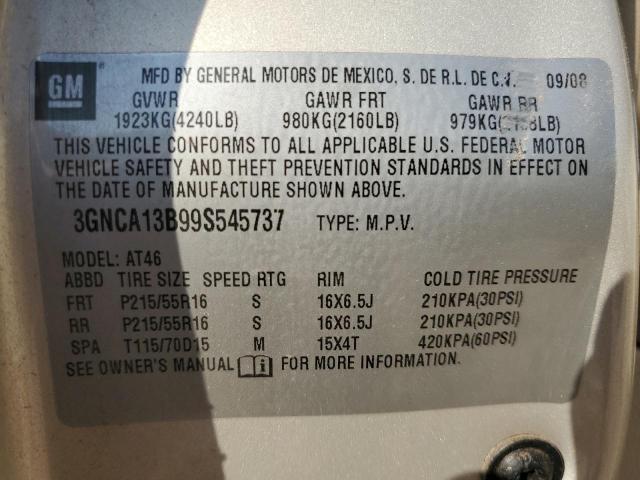 GM
MFD BY GENERAL MOTORS DE MEXICO, S. DE R.L. DE C.V. 09/08
GVWR GAWR FRT GAWR RR
1923KG(4240LB) 980KG(2160LB) 979KG(2158LB)
THIS VEHICLE CONFORMS TO ALL APPLICABLE U.S. FEDERAL MOTOR
VEHICLE SAFETY AND THEFT PREVENTION STANDARDS IN EFFECT ON
THE DATE OF MANUFACTURE SHOWN ABOVE.
3GNCA13B99S545737 TYPE: M.P.V.
MODEL: AT46
ABBD TIRE SIZE SPEED RTG RIM COLD TIRE PRESSURE
FRT P215/55R16 S 16X6.5J 210KPA(30PSI)
RR P215/55R16 S 16X6.5J 210KPA(30PSI)
SPA T115/70D15 M 15X4T 420KPA(60PSI)
SEE OWNER'S MANUAL FOR MORE INFORMATION.